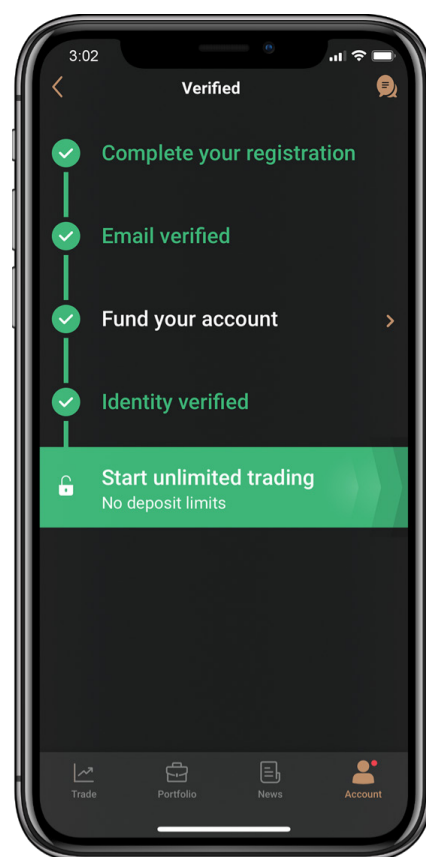 3:02
Verified
Complete your registration
Email verified
Fund your account
Identity verified
Start unlimited trading
No deposit limits
Trade
Portfolio
News
Account